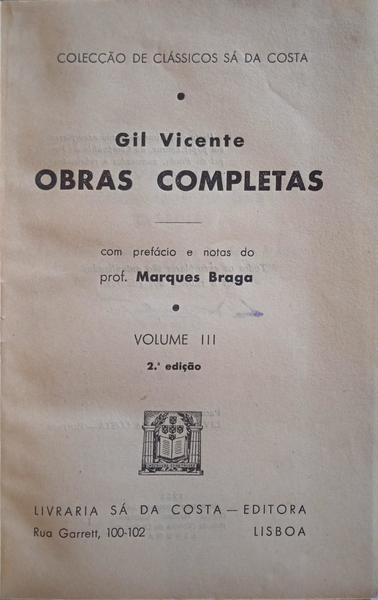 COLECÇÃO DE CLÁSSICOS SÁ DA COSTA
Gil Vicente
OBRAS COMPLETAS
com prefácio e notas do
prof. Marques Braga
VOLUME III
2.ª edição
LIVRARIA SÁ DA COSTA — EDITORA
Rua Garrett, 100-102 LISBOA